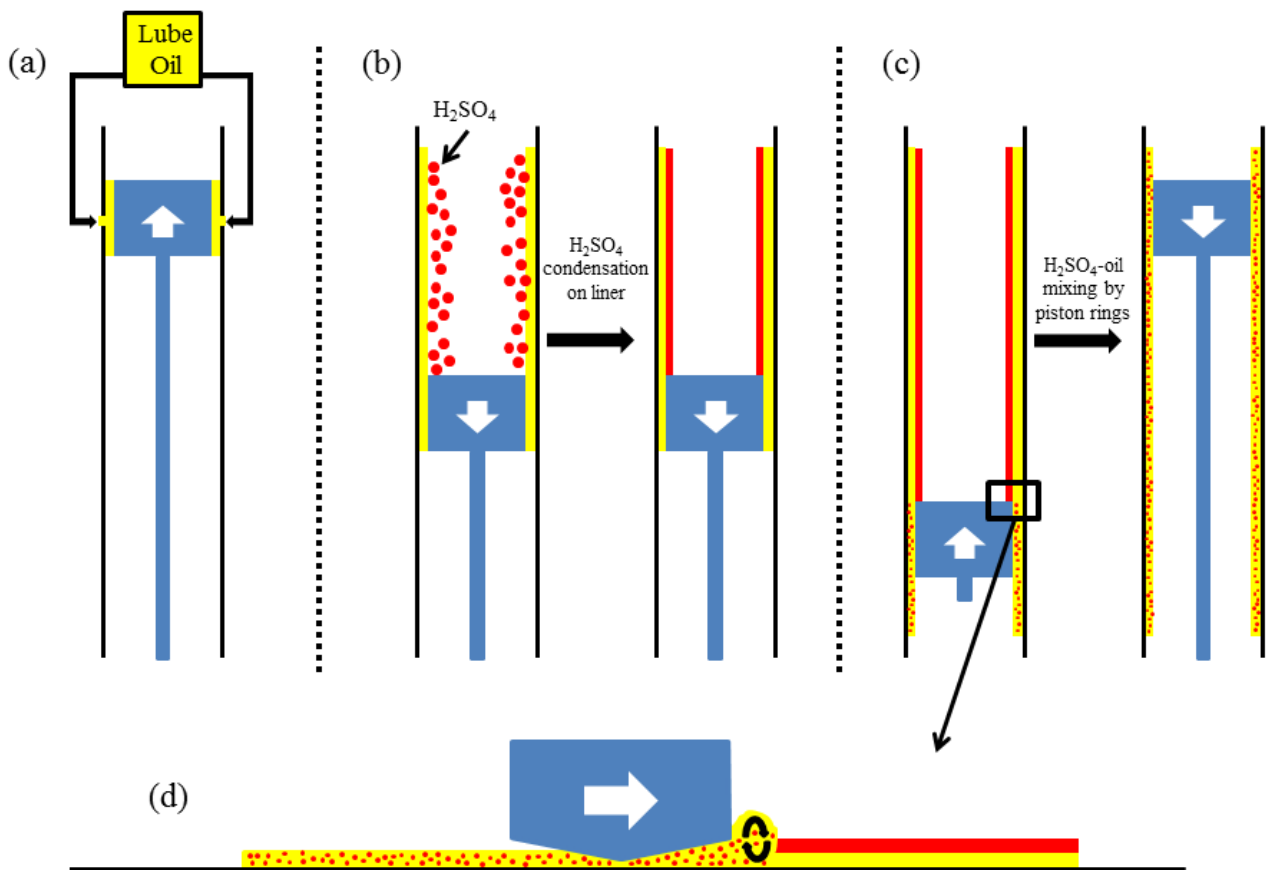 (a)
Lube
Oil
(b)
H₂SO₄
H₂SO₄
condensation
on liner
(c)
H₂SO₄-oil
mixing by
piston rings
(d)